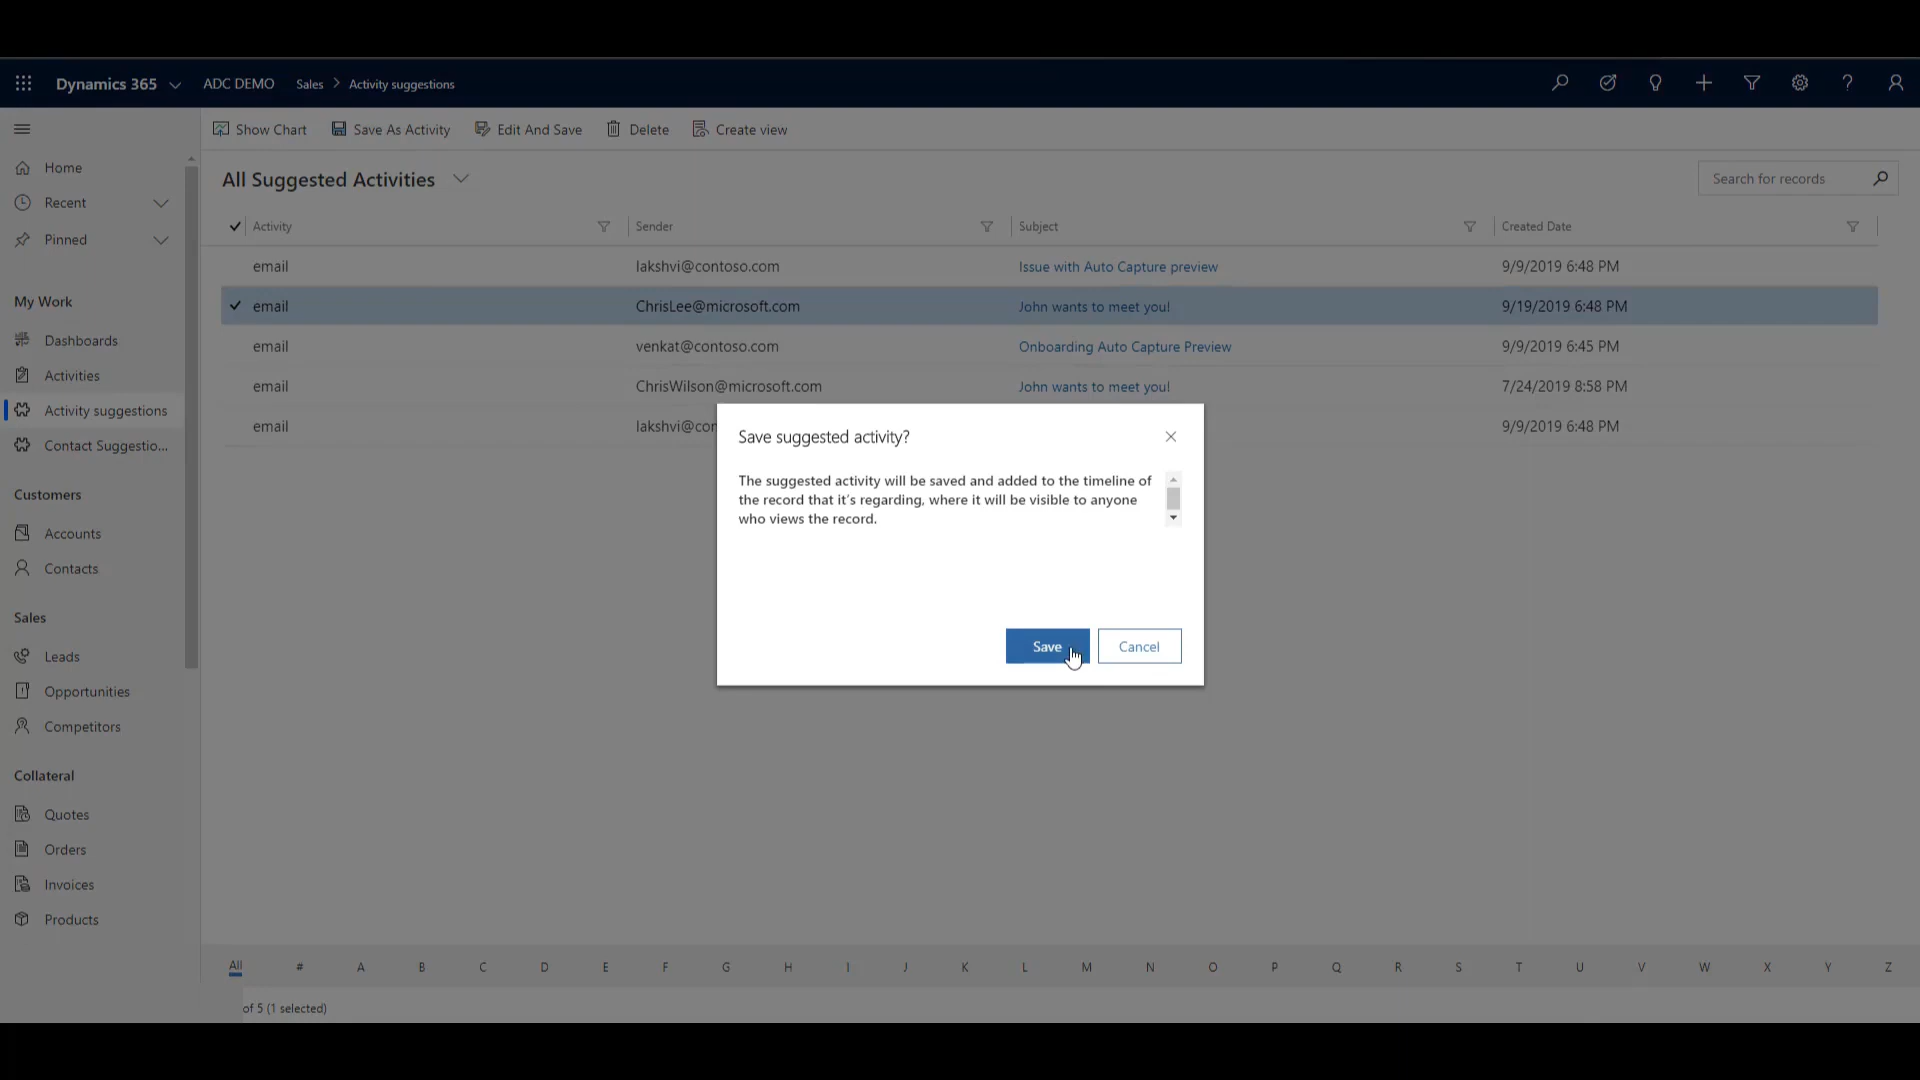 Dynamics 365
ADC DEMO
Sales > Activity suggestions
Show Chart
Save As Activity
Edit And Save
Delete
Create view
Home
Recent
Pinned
My Work
Dashboards
Activities
Activity suggestions
Contact Suggestio...
Customers
Accounts
Contacts
Sales
Leads
Opportunities
Competitors
Collateral
Quotes
Orders
Invoices
Products
All Suggested Activities
Search for records
Activity Sender Subject Created Date
email lakshvi@contoso.com Issue with Auto Capture preview 9/9/2019 6:48 PM
email ChrisLee@microsoft.com John wants to meet you! 9/19/2019 6:48 PM
email venkat@contoso.com Onboarding Auto Capture Preview 9/9/2019 6:45 PM
email ChrisWilson@microsoft.com John wants to meet you! 7/24/2019 8:58 PM
email lakshvi@con 9/9/2019 6:48 PM
Save suggested activity?
The suggested activity will be saved and added to the timeline of
the record that it's regarding, where it will be visible to anyone
who views the record.
Save Cancel
All # A B C D E F G H I J K L M N O P Q R S T U V W X Y Z
of 5 (1 selected)